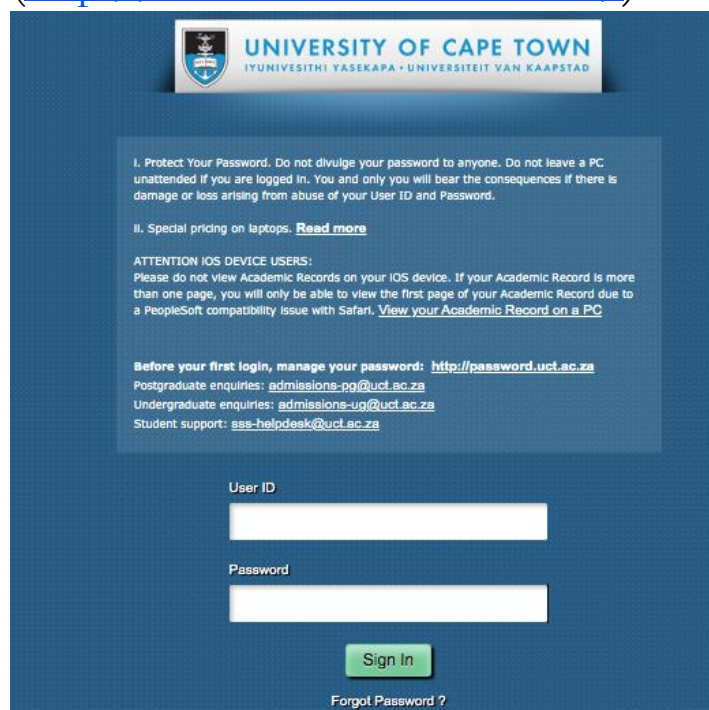 UNIVERSITY OF CAPE TOWN
IYUNIVESITHI YASEKAPA • UNIVERSITEIT VAN KAAPSTAD
i. Protect Your Password. Do not divulge your password to anyone. Do not leave a PC
unattended if you are logged in. You and only you will bear the consequences if there is
damage or loss arising from abuse of your User ID and Password.
ii. Special pricing on laptops. Read more
ATTENTION iOS DEVICE USERS:
Please do not view Academic Records on your iOS device. If your Academic Record is more
than one page, you will only be able to view the first page of your Academic Record due to
a PeopleSoft compatibility issue with Safari. View your Academic Record on a PC
Before your first login, manage your password: http://password.uct.ac.za
Postgraduate enquiries: admissions-pg@uct.ac.za
Undergraduate enquiries: admissions-ug@uct.ac.za
Student support: sss-helpdesk@uct.ac.za
User ID
Password
Sign In
Forgot Password ?